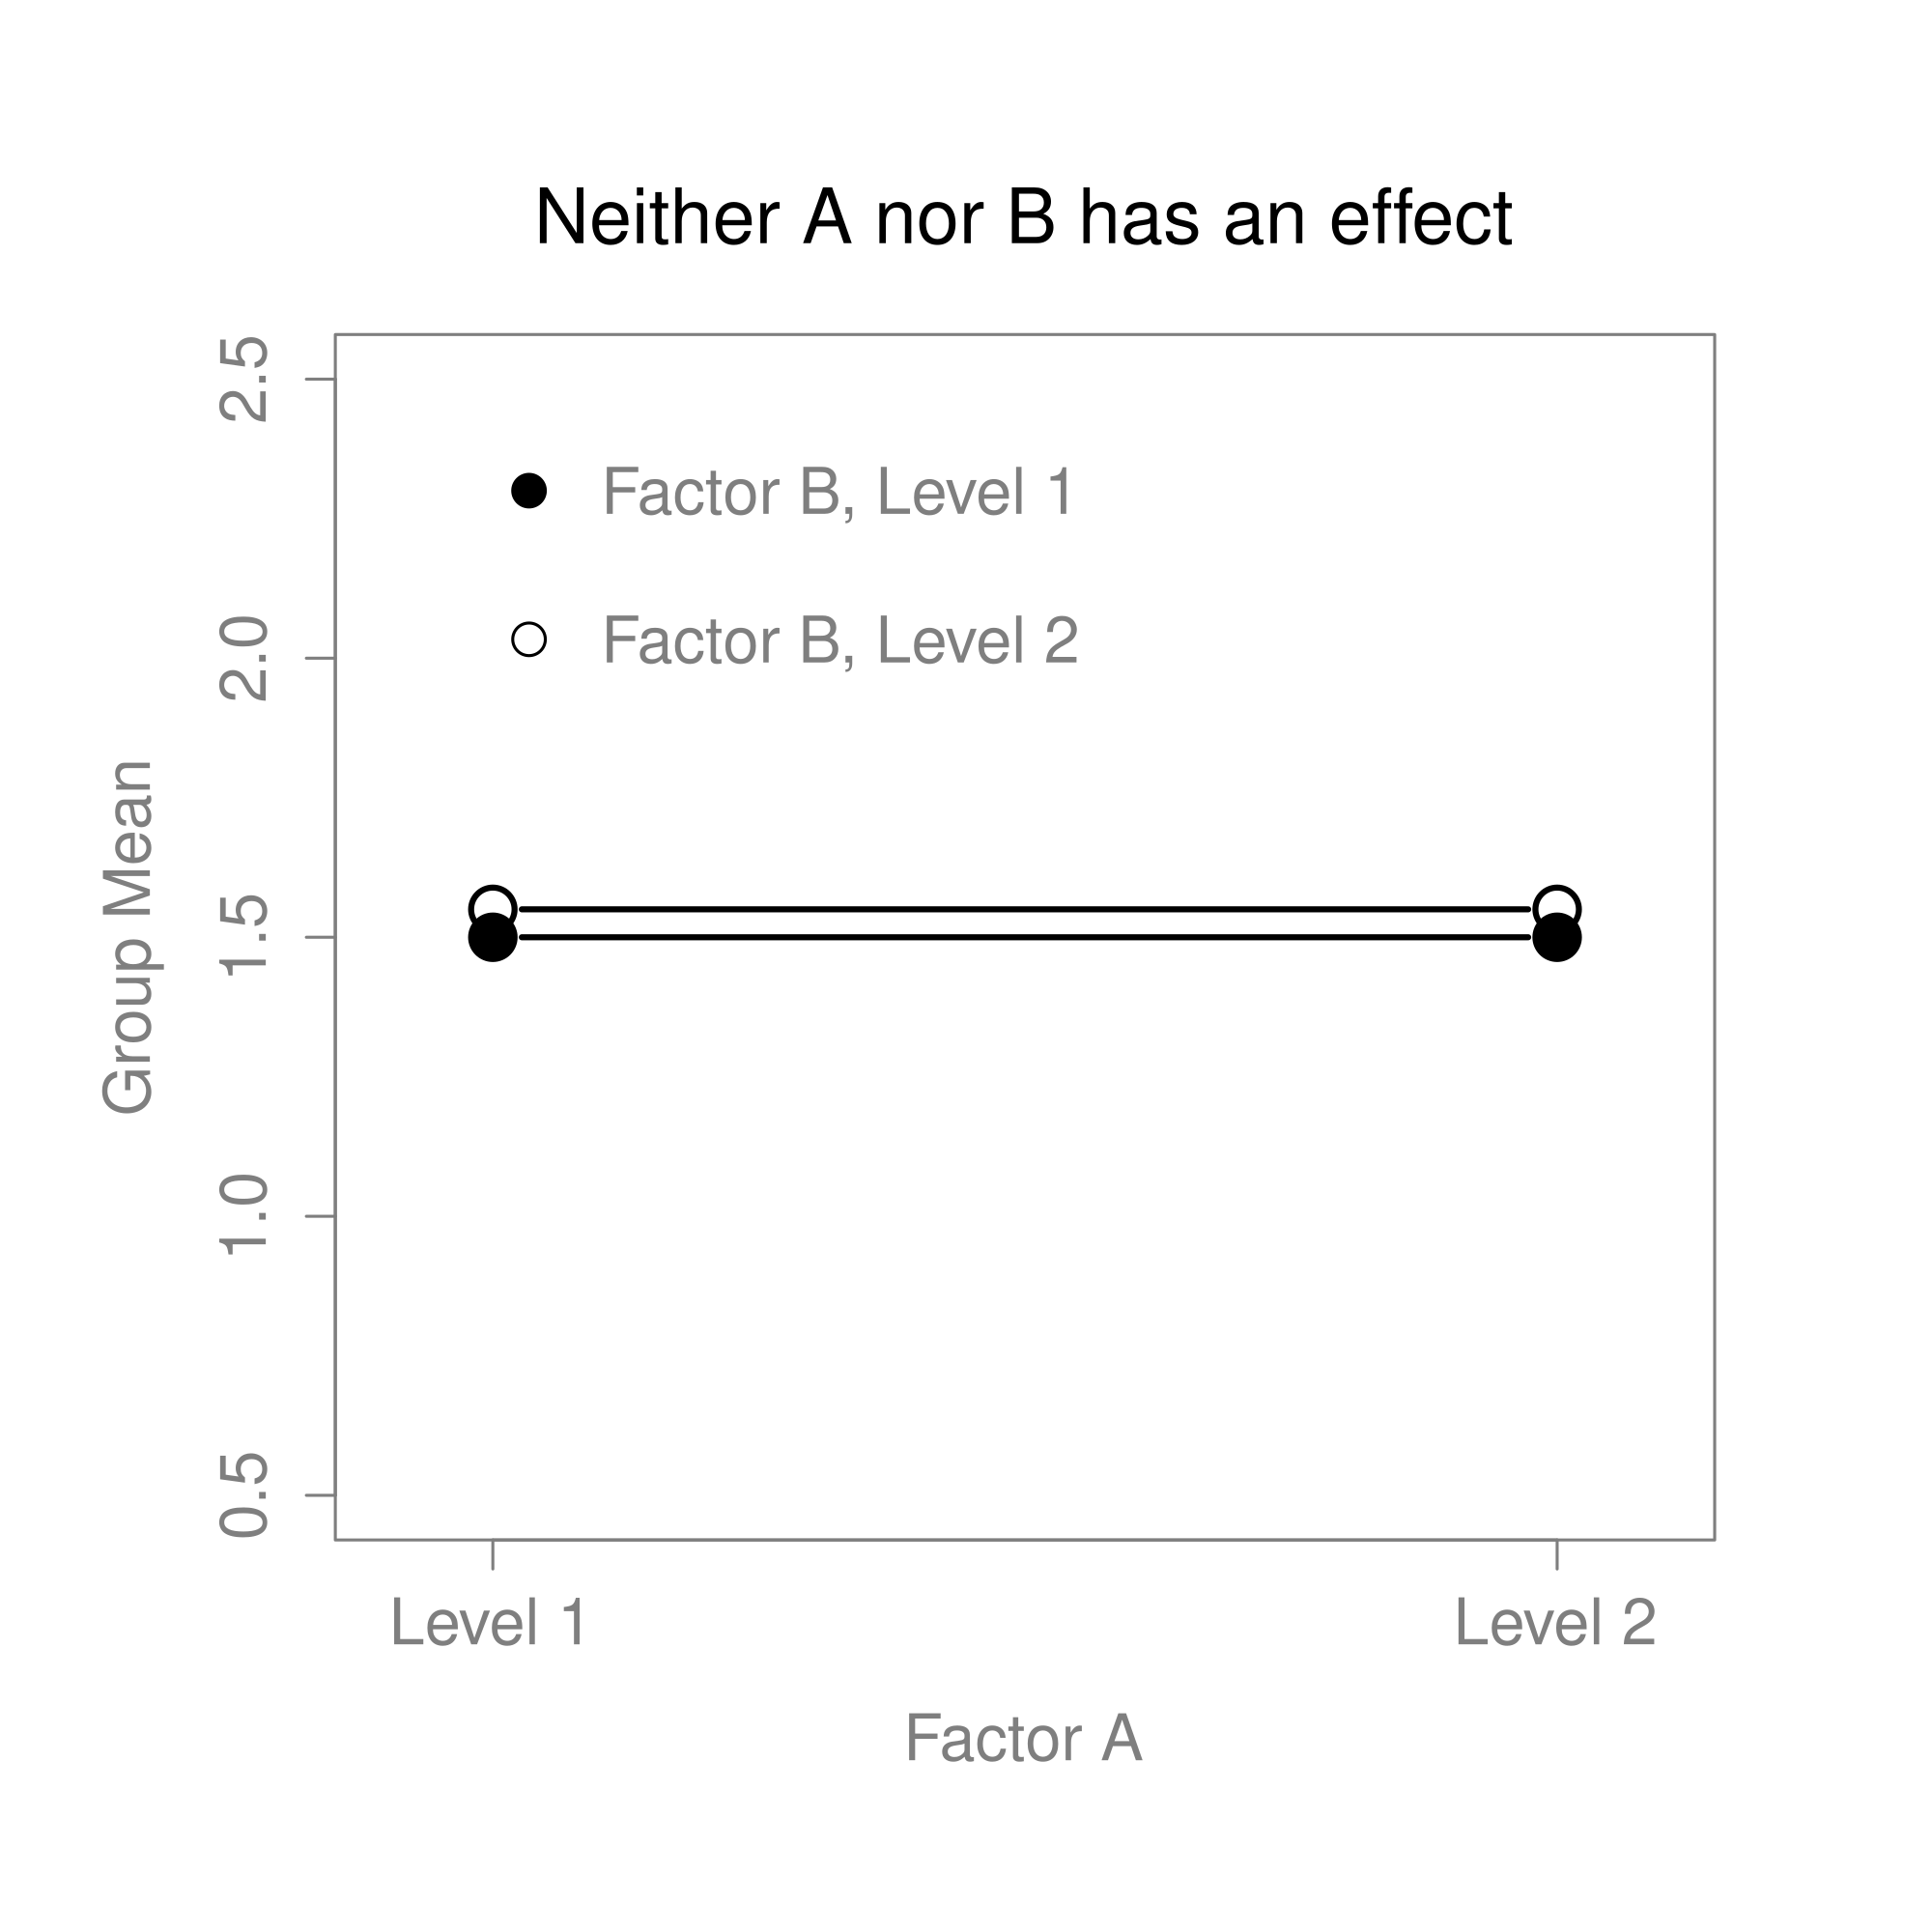 Neither A nor B has an effect
2.5
Factor B, Level 1
Factor B, Level 2
2.0
Group Mean
1.5
1.0
0.5
Level 1
Level 2
Factor A